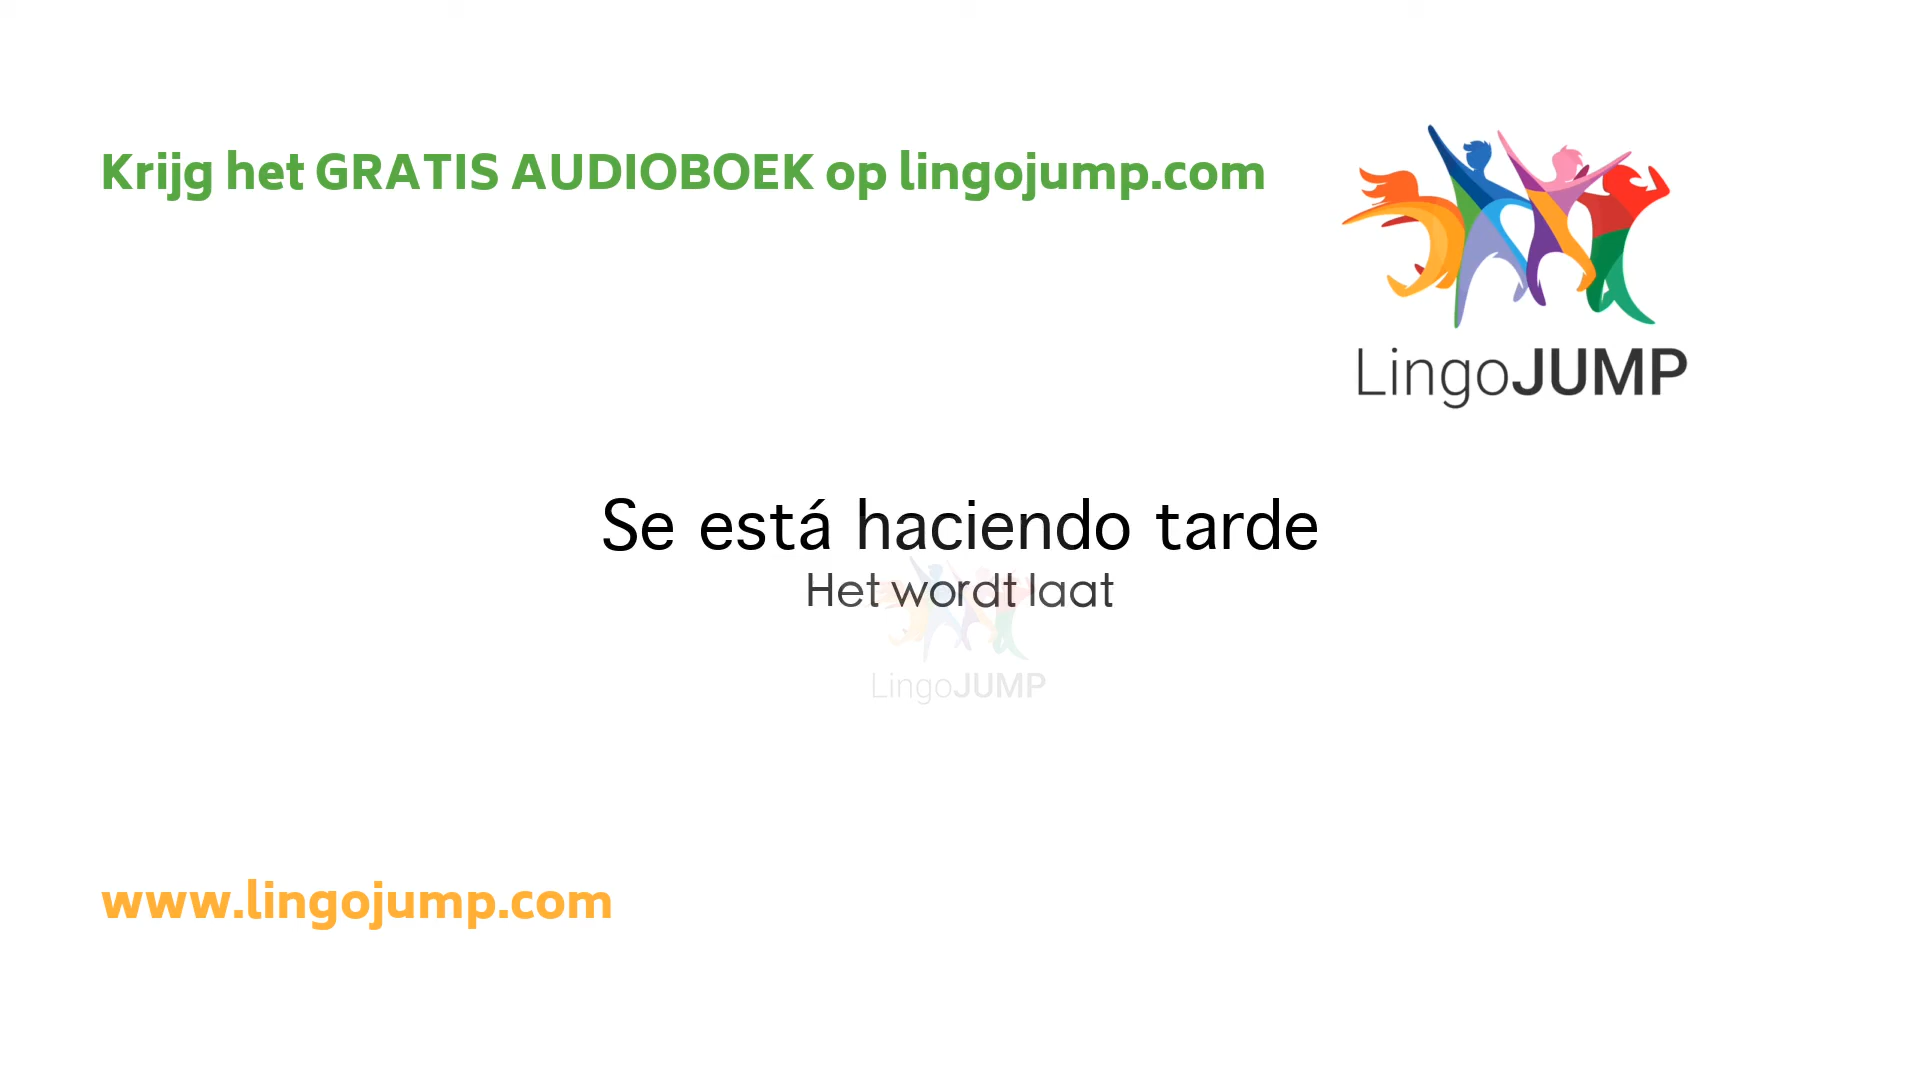 Krijg het GRATIS AUDIOBOEK op lingojump.com
LingoJUMP
Se está haciendo tarde
Het wordt laat
LingoJUMP
www.lingojump.com